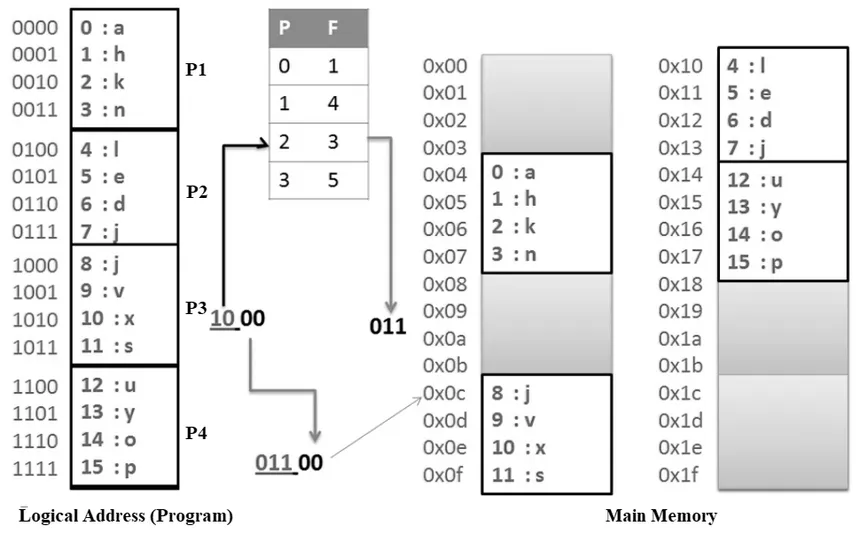 0000 0 : a
0001 1 : h
0010 2 : k
0011 3 : n
P1
0100 4 : l
0101 5 : e
0110 6 : d
0111 7 : j
P2
1000 8 : j
1001 9 : v
1010 10 : x
1011 11 : s
P3
1100 12 : u
1101 13 : y
1110 14 : o
1111 15 : p
P4
Logical Address (Program)
P F
0 1
1 4
2 3
3 5
10 00
011
011 00
0x00
0x01
0x02
0x03
0x04 0 : a
0x05 1 : h
0x06 2 : k
0x07 3 : n
0x08
0x09
0x0a
0x0b
0x0c 8 : j
0x0d 9 : v
0x0e 10 : x
0x0f 11 : s
0x10 4 : l
0x11 5 : e
0x12 6 : d
0x13 7 : j
0x14 12 : u
0x15 13 : y
0x16 14 : o
0x17 15 : p
0x18
0x19
0x1a
0x1b
0x1c
0x1d
0x1e
0x1f
Main Memory